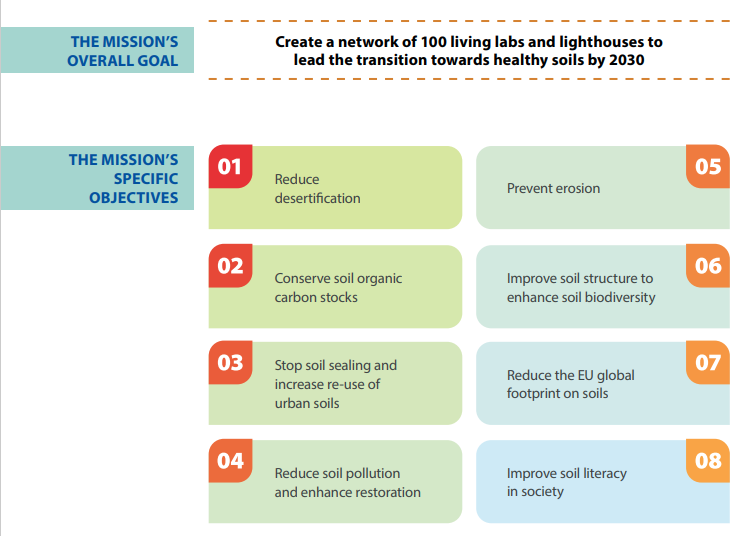 THE MISSION'S
OVERALL GOAL
Create a network of 100 living labs and lighthouses to
lead the transition towards healthy soils by 2030
THE MISSION'S
SPECIFIC
OBJECTIVES
01
Reduce
desertification
02
Conserve soil organic
carbon stocks
03
Stop soil sealing and
increase re-use of
urban soils
04
Reduce soil pollution
and enhance restoration
05
Prevent erosion
06
Improve soil structure to
enhance soil biodiversity
07
Reduce the EU global
footprint on soils
08
Improve soil literacy
in society